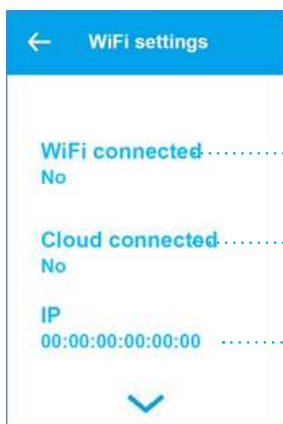 WiFi settings
WiFi connected
No
Cloud connected
No
IP
00:00:00:00:00:00